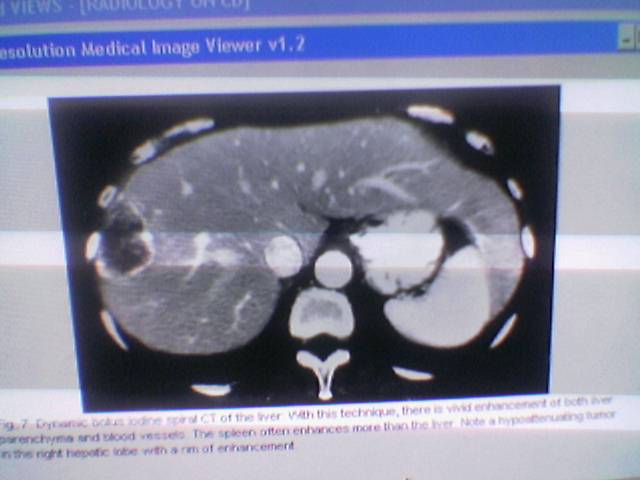 VIEWS - [RADIOLOGY ON CD]
esolution Medical Image Viewer v1.2
Fig. 7. Dynamic bolus iodine spiral CT of the liver. With this technique, there is vivid enhancement of both liver
parenchyma and blood vessels. The spleen often enhances more than the liver. Note a hypoattenuating tumor
in the right hepatic lobe with a rim of enhancement.